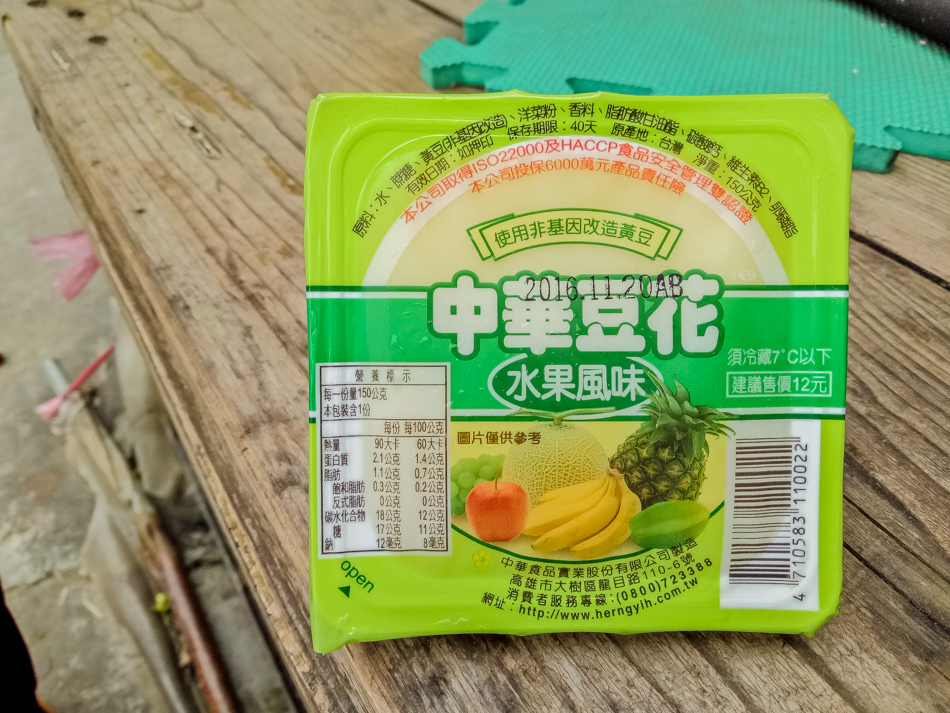 原料：水、蔗糖、黃豆(非基因改造)、洋菜粉、香料、脂肪酸甘油酯、碳酸鈣、維生素B2、卵磷脂
有效日期：如押印 保存期限：40天 原產地：台灣 淨重：150公克
本公司取得ISO22000及HACCP食品安全管理雙認證
本公司投保6000萬元產品責任險
使用非基因改造黃豆
2016.11.20AB
中華豆花
水果風味
須冷藏7°C以下
建議售價12元
營養標示
每一份量150公克
本包裝含1份
每份 每100公克
熱量 90大卡 60大卡
蛋白質 2.1公克 1.4公克
脂肪 1.1公克 0.7公克
飽和脂肪 0.3公克 0.2公克
反式脂肪 0公克 0公克
碳水化合物 18公克 12公克
糖 17公克 11公克
鈉 12毫克 8毫克
圖片僅供參考
open
中華食品實業股份有限公司製造
高雄市大樹區龍目路110-6號
消費者服務專線：(0800)723388
網址：http://www.herngyih.com.tw
4 710583 110022